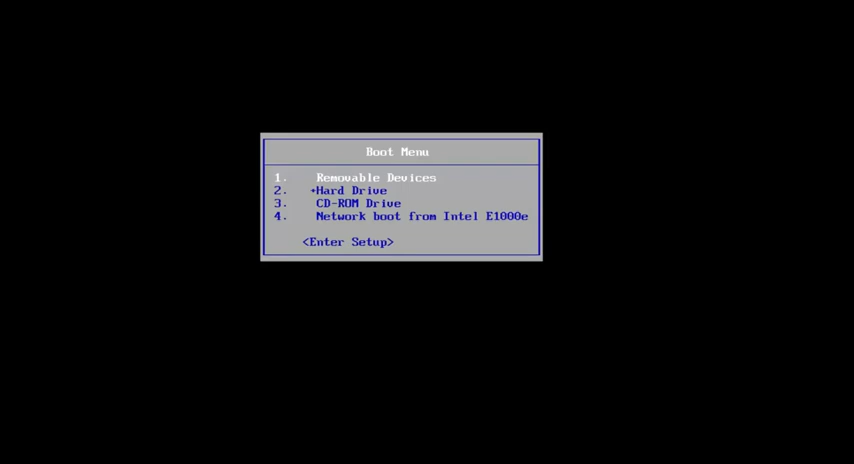 Boot Menu
1. Removable Devices
2. +Hard Drive
3. CD-ROM Drive
4. Network boot from Intel E1000e
<Enter Setup>